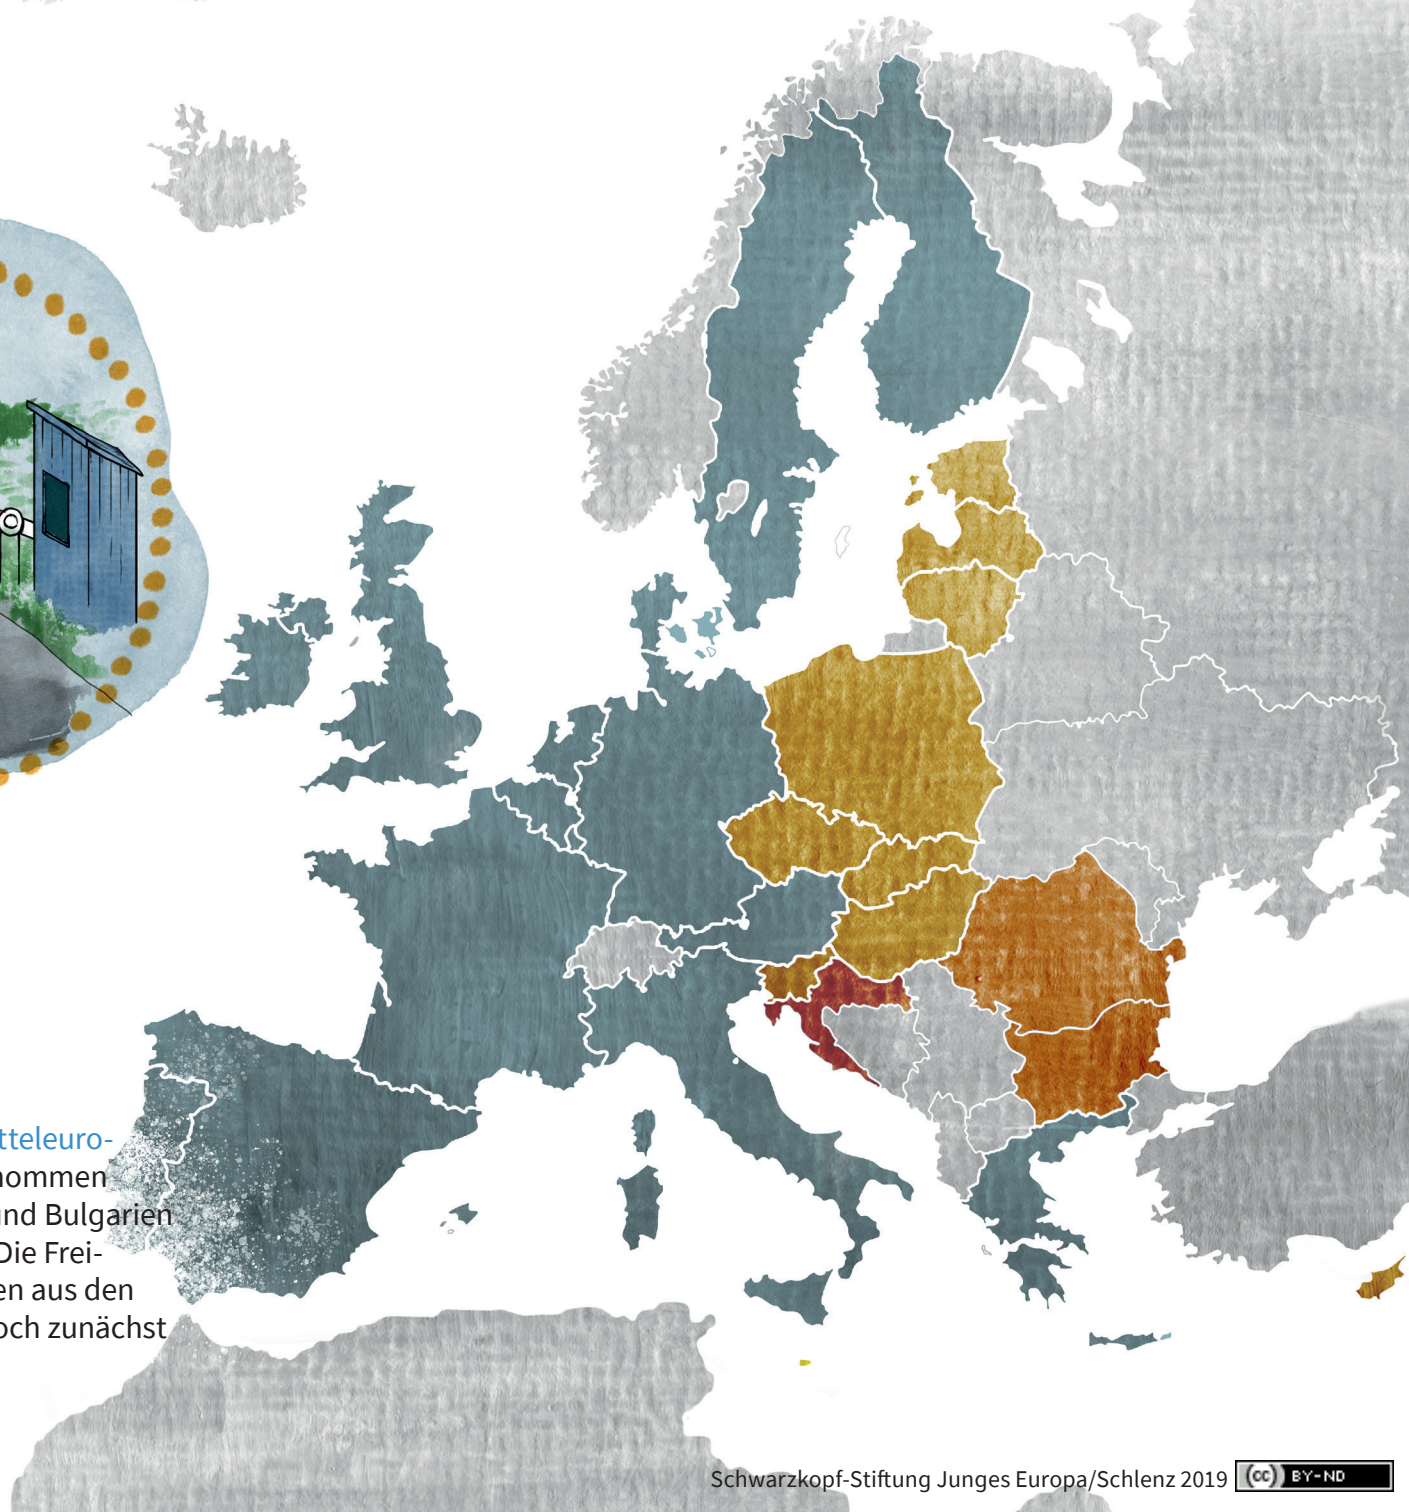 tteleuro-
nommen
und Bulgarien
Die Frei-
en aus den
och zunächst
Schwarzkopf-Stiftung Junges Europa/Schlenz 2019
cc BY-ND